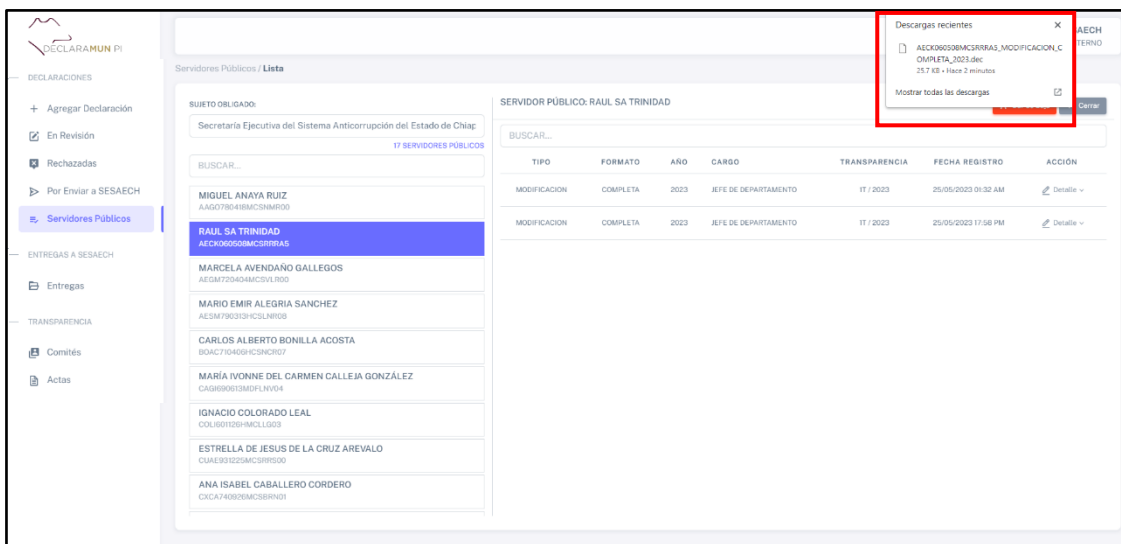 DECLARAMUN PI
DECLARACIONES
+ Agregar Declaración
En Revisión
Rechazadas
Por Enviar a SESAECH
Servidores Públicos
ENTREGAS A SESAECH
Entregas
TRANSPARENCIA
Comités
Actas
AECH
TERNO
Descargas recientes
AECK060508MCSRRRA5_MODIFICACION_C
OMPLETA_2023.dec
25.7 KB • Hace 2 minutos
Mostrar todas las descargas
Cerrar
Servidores Públicos / Lista
SUJETO OBLIGADO:
Secretaría Ejecutiva del Sistema Anticorrupción del Estado de Chiap
17 SERVIDORES PÚBLICOS
BUSCAR...
MIGUEL ANAYA RUIZ
AAGO780418MCSNMR00
RAUL SA TRINIDAD
AECK060508MCSRRRA5
MARCELA AVENDAÑO GALLEGOS
AEGM720404MCSVLR00
MARIO EMIR ALEGRIA SANCHEZ
AESM790313HCSLNR08
CARLOS ALBERTO BONILLA ACOSTA
BOAC710406HCSNCR07
MARÍA IVONNE DEL CARMEN CALLEJA GONZÁLEZ
CAGI690613MDFLNV04
IGNACIO COLORADO LEAL
COLI601126HMCLLG03
ESTRELLA DE JESUS DE LA CRUZ AREVALO
CUAE931225MCSRRS00
ANA ISABEL CABALLERO CORDERO
CXCA740926MCSBRN01
SERVIDOR PÚBLICO: RAUL SA TRINIDAD
BUSCAR...
TIPO FORMATO AÑO CARGO TRANSPARENCIA FECHA REGISTRO ACCIÓN
MODIFICACION COMPLETA 2023 JEFE DE DEPARTAMENTO IT / 2023 25/05/2023 01:32 AM Detalle
MODIFICACION COMPLETA 2023 JEFE DE DEPARTAMENTO IT / 2023 25/05/2023 17:58 PM Detalle